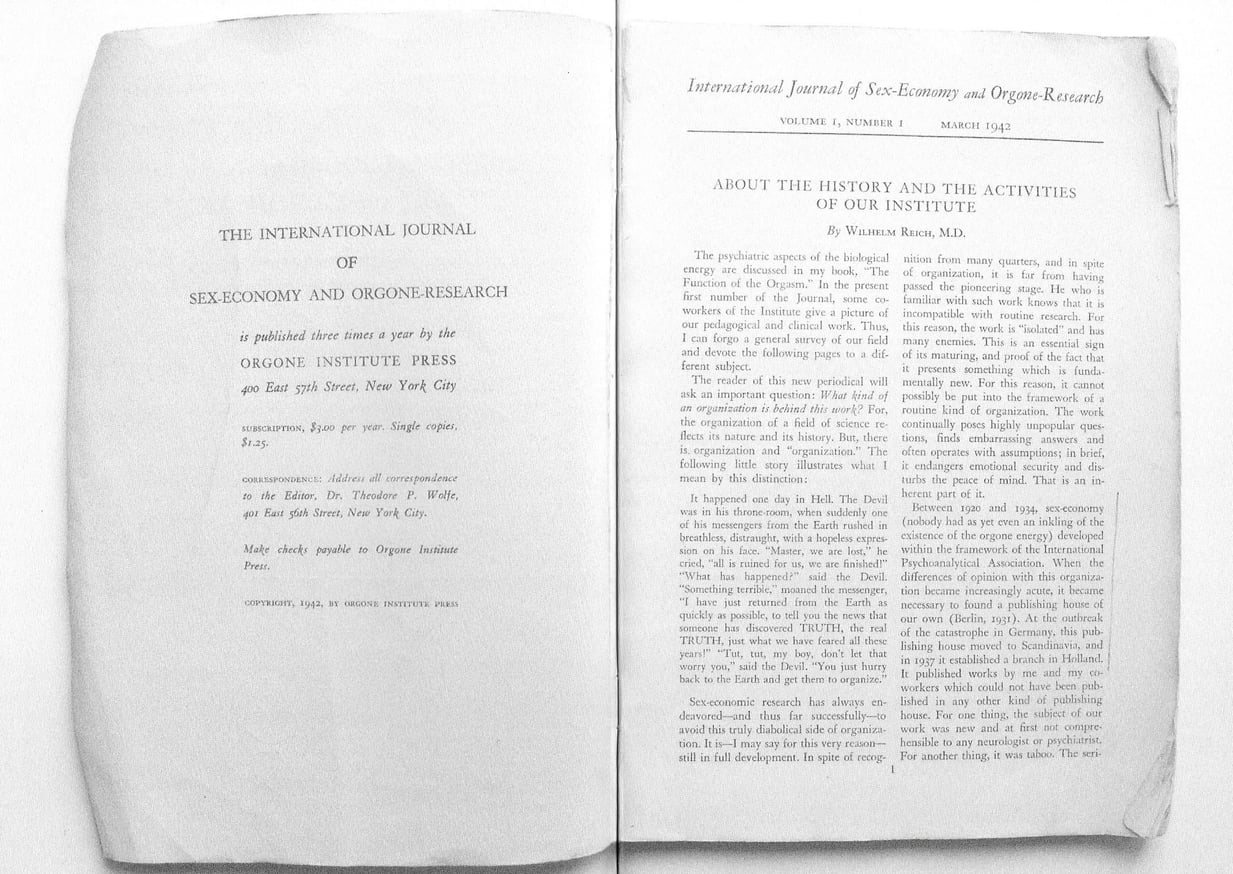 THE INTERNATIONAL JOURNAL
OF
SEX-ECONOMY AND ORGONE-RESEARCH
is published three times a year by the
ORGONE INSTITUTE PRESS
400 East 57th Street, New York City
SUBSCRIPTION, $3.00 per year. Single copies,
$1.25.
CORRESPONDENCE: Address all correspondence
to the Editor, Dr. Theodore P. Wolfe,
401 East 56th Street, New York City.
Make checks payable to Orgone Institute
Press.
COPYRIGHT, 1942, BY ORGONE INSTITUTE PRESS
International Journal of Sex-Economy and Orgone-Research
VOLUME I, NUMBER I MARCH 1942
ABOUT THE HISTORY AND THE ACTIVITIES
OF OUR INSTITUTE
By WILHELM REICH, M.D.
The psychiatric aspects of the biological
energy are discussed in my book, "The
Function of the Orgasm." In the present
first number of the Journal, some co-
workers of the Institute give a picture of
our pedagogical and clinical work. Thus,
I can forgo a general survey of our field
and devote the following pages to a dif-
ferent subject.
The reader of this new periodical will
ask an important question: What kind of
an organization is behind this work? For,
the organization of a field of science re-
flects its nature and its history. But, there
is organization and "organization." The
following little story illustrates what I
mean by this distinction:
It happened one day in Hell. The Devil
was in his throne-room, when suddenly one
of his messengers from the Earth rushed in
breathless, distraught, with a hopeless expres-
sion on his face. "Master, we are lost," he
cried, "all is ruined for us, we are finished!"
"What has happened?" said the Devil.
"Something terrible," moaned the messenger,
"I have just returned from the Earth as
quickly as possible, to tell you the news that
someone has discovered TRUTH, the real
TRUTH, just what we have feared all these
years!" "Tut, tut, my boy, don't let that
worry you," said the Devil. "You just hurry
back to the Earth and get them to organize."
Sex-economic research has always en-
deavored—and thus far successfully—to
avoid this truly diabolical side of organiza-
tion. It is—I may say for this very reason—
still in full development. In spite of recog-
nition from many quarters, and in spite
of organization, it is far from having
passed the pioneering stage. He who is
familiar with such work knows that it is
incompatible with routine research. For
this reason, the work is "isolated" and has
many enemies. This is an essential sign
of its maturing, and proof of the fact that
it presents something which is funda-
mentally new. For this reason, it cannot
possibly be put into the framework of a
routine kind of organization. The work
continually poses highly unpopular ques-
tions, finds embarrassing answers and
often operates with assumptions; in brief,
it endangers emotional security and dis-
turbs the peace of mind. That is an in-
herent part of it.
Between 1920 and 1934, sex-economy
(nobody had as yet even an inkling of the
existence of the orgone energy) developed
within the framework of the International
Psychoanalytical Association. When the
differences of opinion with this organiza-
tion became increasingly acute, it became
necessary to found a publishing house of
our own (Berlin, 1931). At the outbreak
of the catastrophe in Germany, this pub-
lishing house moved to Scandinavia, and
in 1937 it established a branch in Holland.
It published works by me and my co-
workers which could not have been pub-
lished in any other kind of publishing
house. For one thing, the subject of our
work was new and at first not compre-
hensible to any neurologist or psychiatrist.
For another thing, it was taboo. The seri-
1